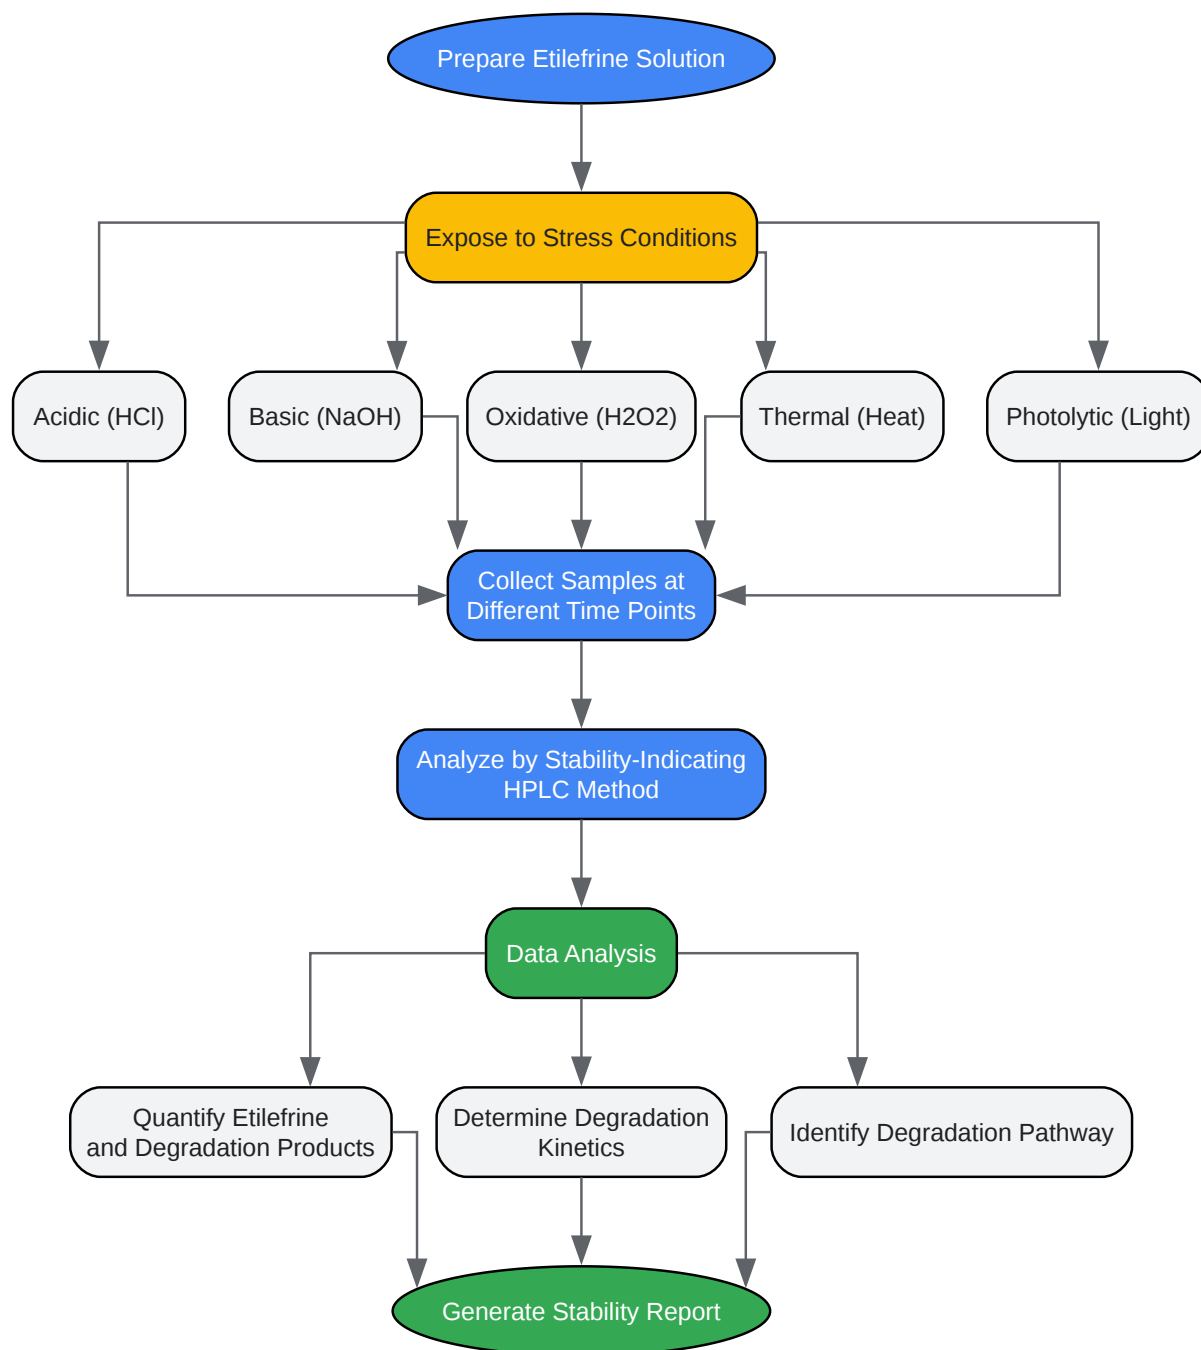 Prepare Etilefrine Solution
Expose to Stress Conditions
Acidic (HCl)
Basic (NaOH)
Oxidative (H2O2)
Thermal (Heat)
Photolytic (Light)
Collect Samples at
Different Time Points
Analyze by Stability-Indicating
HPLC Method
Data Analysis
Quantify Etilefrine
and Degradation Products
Determine Degradation
Kinetics
Identify Degradation Pathway
Generate Stability Report